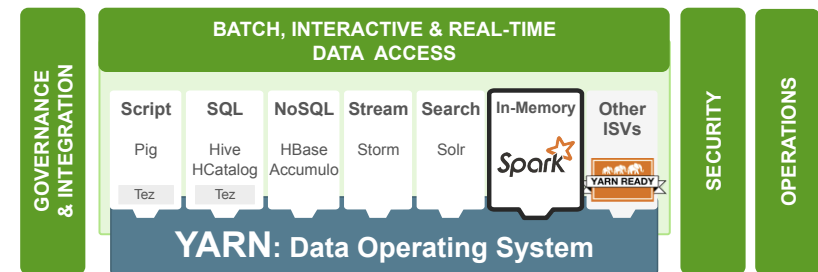 GOVERNANCE
& INTEGRATION
BATCH, INTERACTIVE & REAL-TIME
DATA ACCESS
Script
Pig
Tez
SQL
Hive
HCatalog
Tez
NoSQL
HBase
Accumulo
Stream
Storm
Search
Solr
In-Memory
Spark
Other
ISVs
YARN READY
YARN: Data Operating System
SECURITY
OPERATIONS